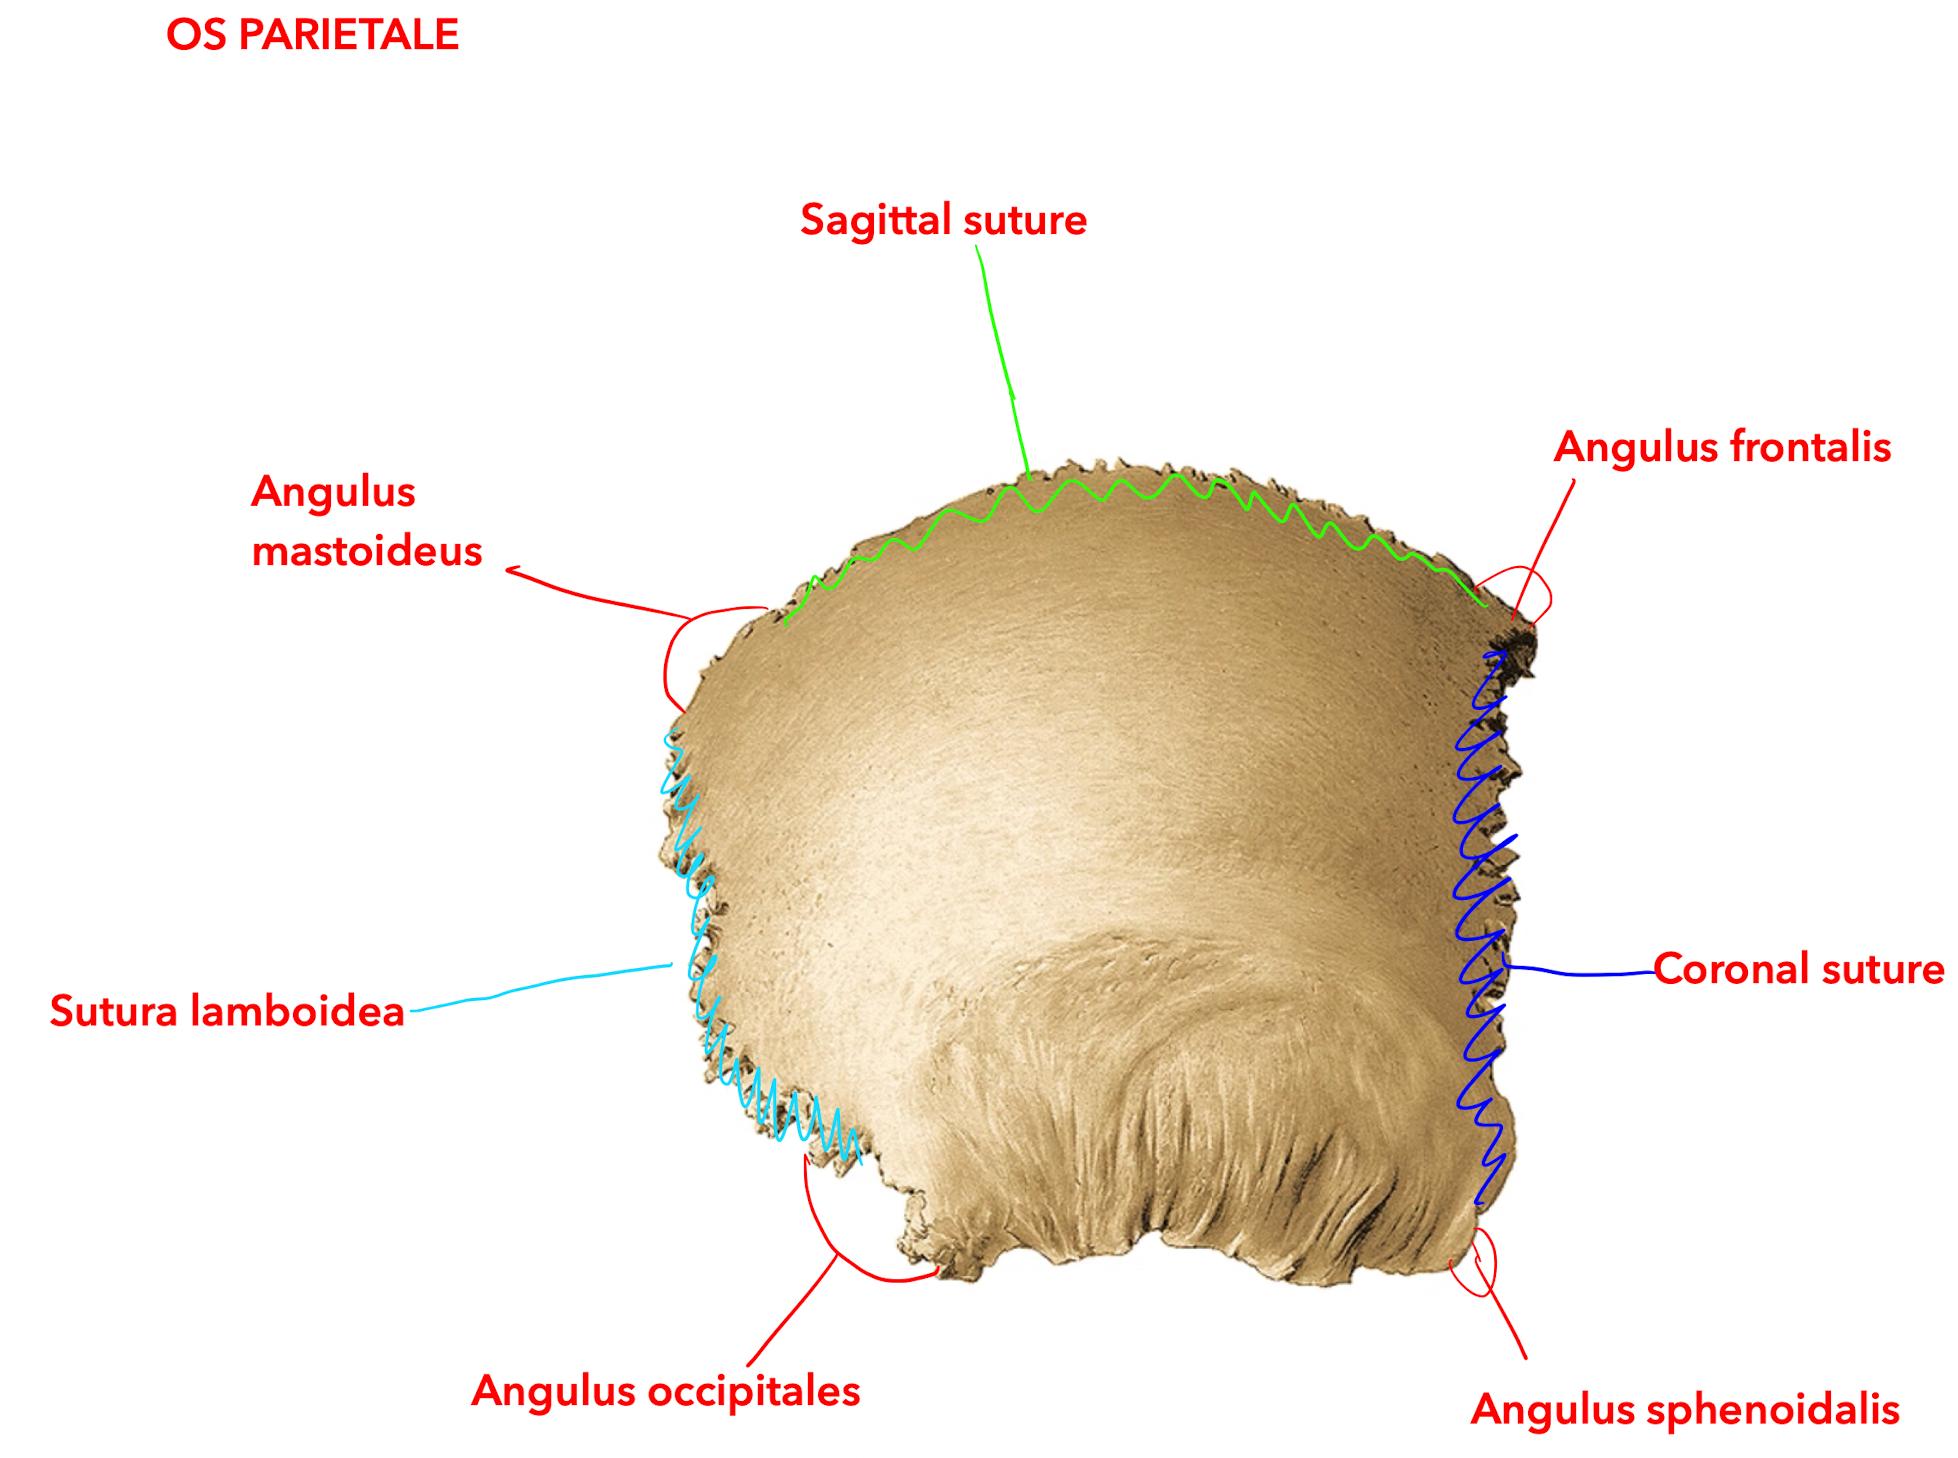 OS PARIETALE
Sagittal suture
Angulus frontalis
Angulus
mastoideus
Coronal suture
Sutura lamboidea
Angulus occipitales
Angulus sphenoidalis